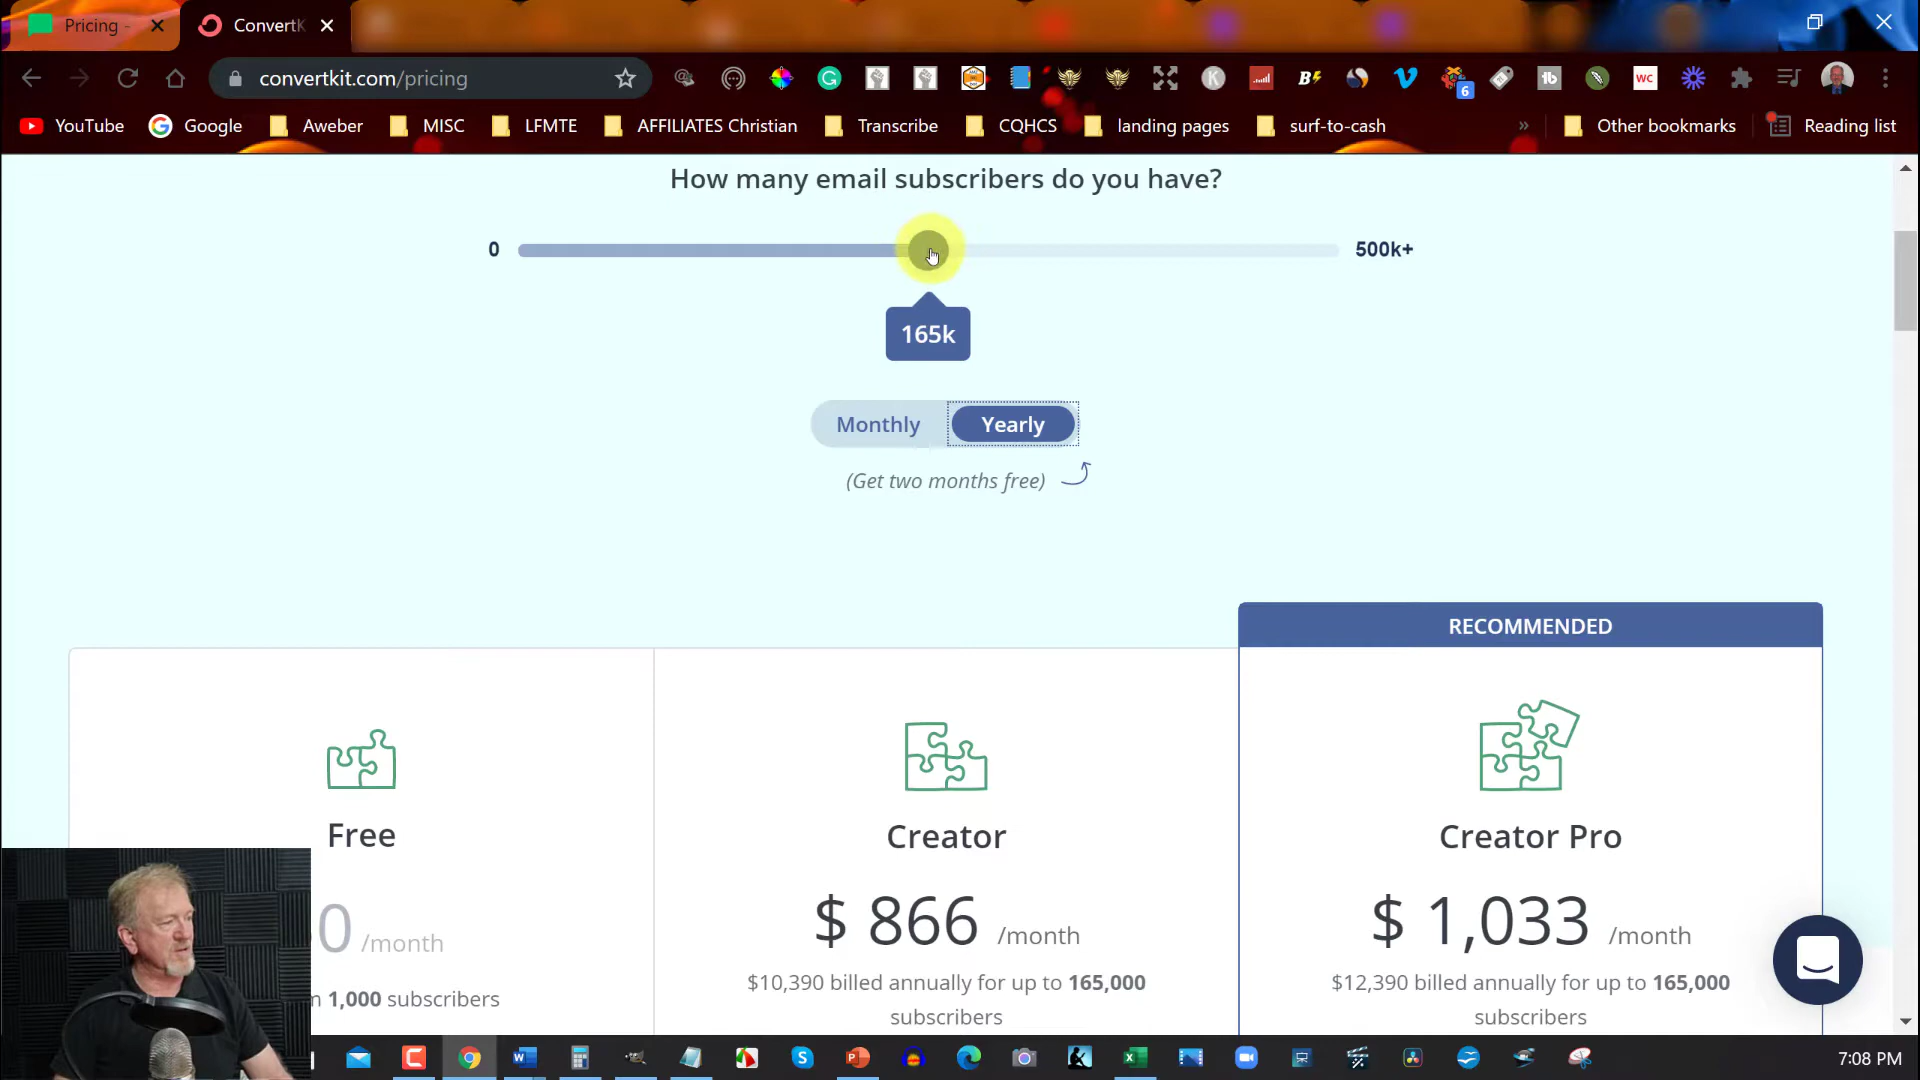 Pricing -
ConvertK
convertkit.com/pricing
6
YouTube
Google
Aweber
MISC
LFMTE
AFFILIATES Christian
Transcribe
CQHCS
landing pages
surf-to-cash
»
Other bookmarks
Reading list
How many email subscribers do you have?
0
500k+
165k
Monthly
Yearly
(Get two months free)
RECOMMENDED
Free
Creator
Creator Pro
0 /month
$ 866 /month
$ 1,033 /month
1,000 subscribers
$10,390 billed annually for up to 165,000
subscribers
$12,390 billed annually for up to 165,000
subscribers
7:08 PM